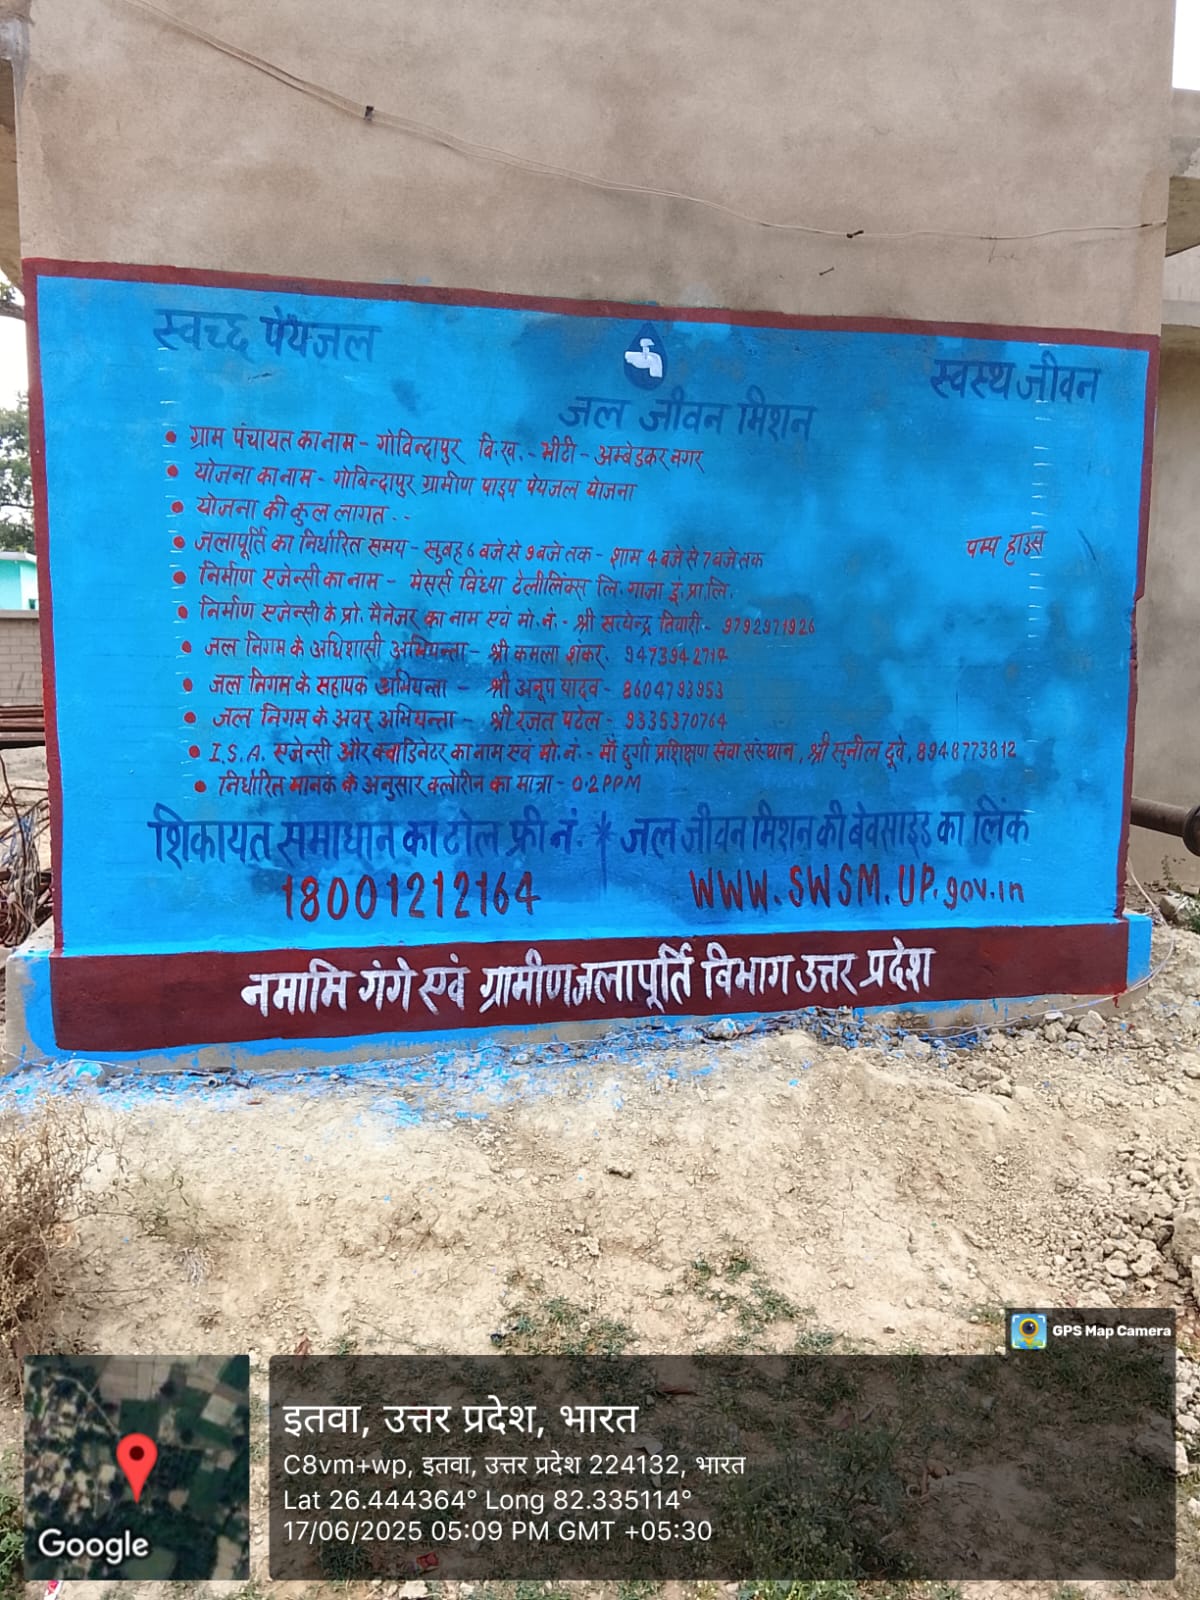 स्वच्छ पेयजल
स्वस्थ जीवन
जल जीवन मिशन
• ग्राम पंचायत का नाम - गोविन्दापुर वि.ख. - भीटी - अम्बेडकर नगर
• योजना का नाम - गोबिन्दापुर ग्रामीण पाइप पेयजल योजना
• योजना की कुल लागत . -
• जलापूर्ति का निर्धारित समय - सुबह 6 बजे से 9 बजे तक - शाम 4 बजे से 7 बजे तक
पम्प हाउस
• निर्माण एजेन्सी का नाम - मेसर्स विंध्या टेलीलिंक्स लि. गाजा इं. प्रा. लि.
• निर्माण एजेन्सी के प्रो. मैनेजर का नाम एवं मो. नं. - श्री सत्येन्द्र तिवारी - 9792971926
• जल निगम के अधिशासी अभियन्ता - श्री कमला शंकर. 9473942714
• जल निगम के सहायक अभियन्ता - श्री अनूप यादव - 8604793953
• जल निगम के अवर अभियन्ता - श्री रजत पटेल - 9335370764
• I.S.A. एजेन्सी और क्वाडिनेटर का नाम एवं मो. नं. - माँ दुर्गा प्रशिक्षण सेवा संस्थान, श्री सुनील दूवे, 8948773812
• निर्धारित मानक के अनुसार क्लोरीन का मात्रा - 0.2 PPM
शिकायत समाधान का टोल फ्री नं. * जल जीवन मिशन की बेवसाइड का लिंक
18001212164 WWW.SWSM.UP.gov.in
नमामि गंगे एवं ग्रामीण जलापूर्ति विभाग उत्तर प्रदेश
GPS Map Camera
इतवा, उत्तर प्रदेश, भारत
C8vm+wp, इतवा, उत्तर प्रदेश 224132, भारत
Lat 26.444364° Long 82.335114°
17/06/2025 05:09 PM GMT +05:30
Google